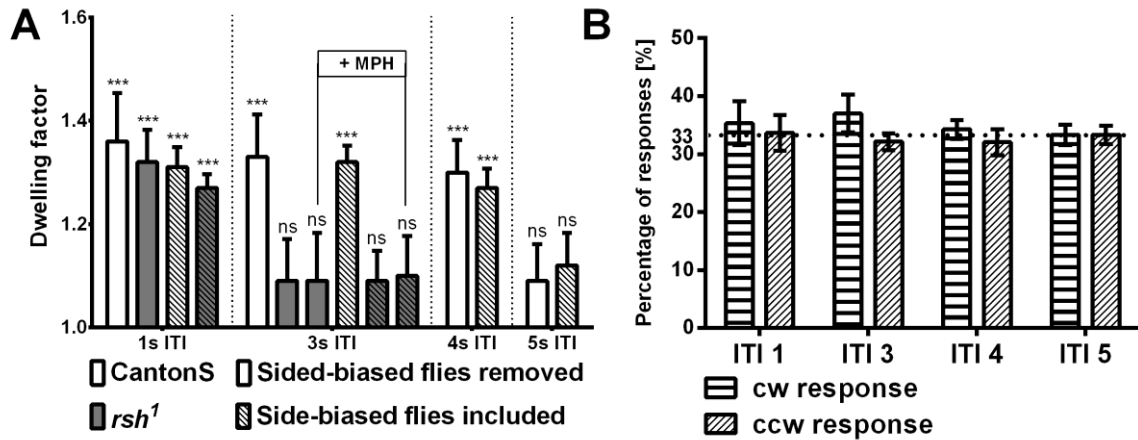 A
Dwelling factor
1.6
1.4
1.2
1.0
***
***
***
***
***
ns
ns
+ MPH
***
ns
ns
***
***
ns
ns
1s ITI
3s ITI
4s ITI
5s ITI
CantonS
Sided-biased flies removed
rsh¹
Side-biased flies included
B
Percentage of responses [%]
50
40
33
30
20
10
0
ITI 1
ITI 3
ITI 4
ITI 5
cw response
ccw response